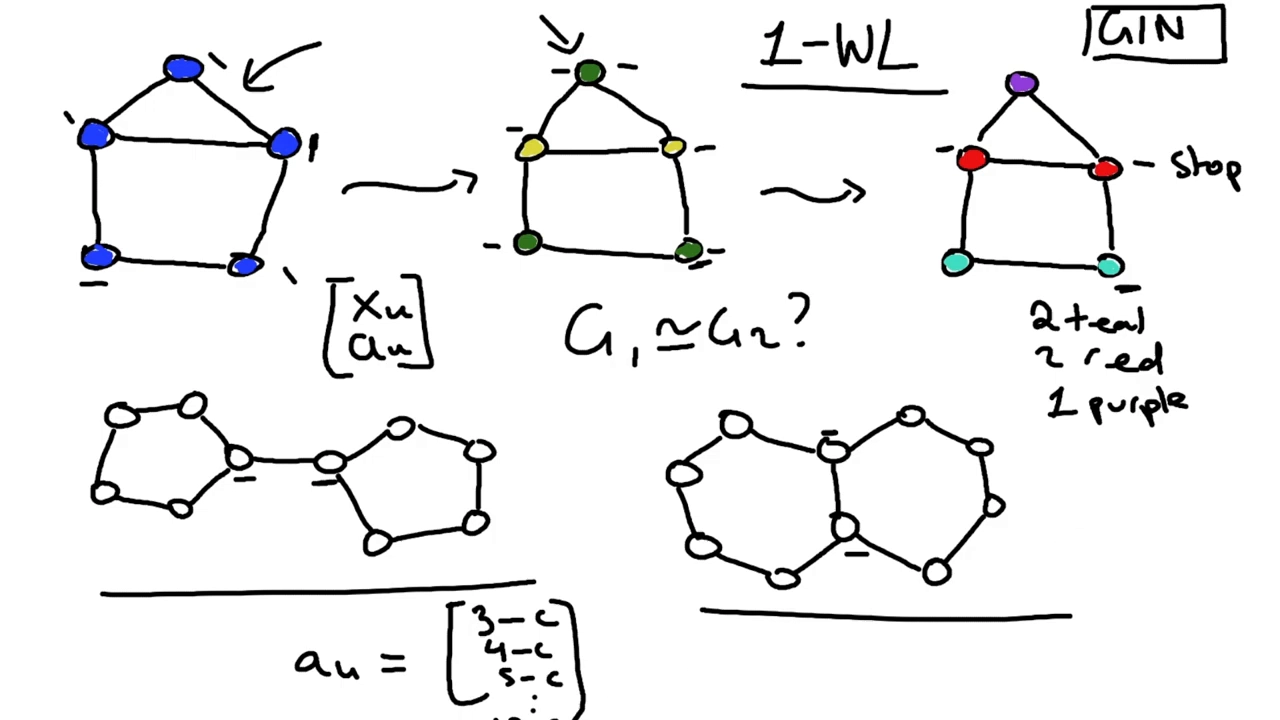 1-WL
GIN
stop
[Xu
au]
G1 ≅ G2?
2 teal
2 red
1 purple
au = [3-c
4-c
5-c
⋮